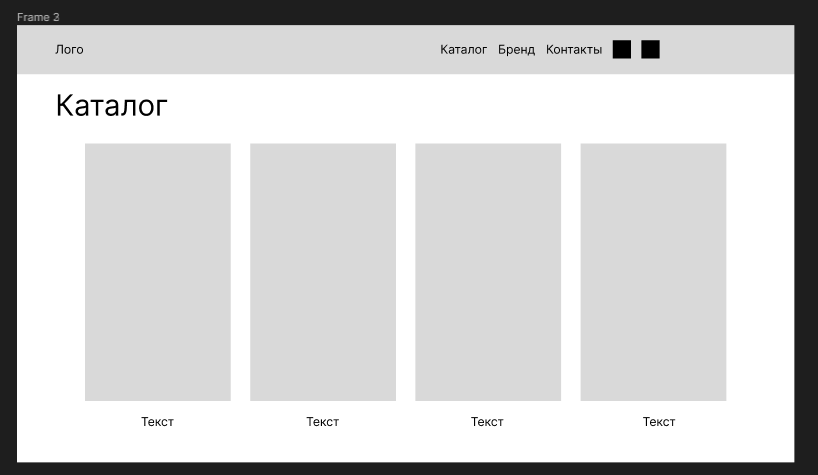 Frame 2
Лого
Каталог Бренд Контакты
Каталог
Текст Текст Текст Текст